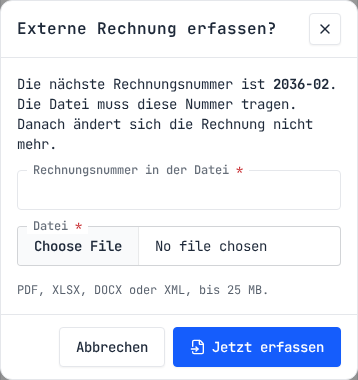 Externe Rechnung erfassen?
Die nächste Rechnungsnummer ist 2036-02.
Die Datei muss diese Nummer tragen.
Danach ändert sich die Rechnung nicht
mehr.
Rechnungsnummer in der Datei *
Datei *
Choose File No file chosen
PDF, XLSX, DOCX oder XML, bis 25 MB.
Abbrechen Jetzt erfassen